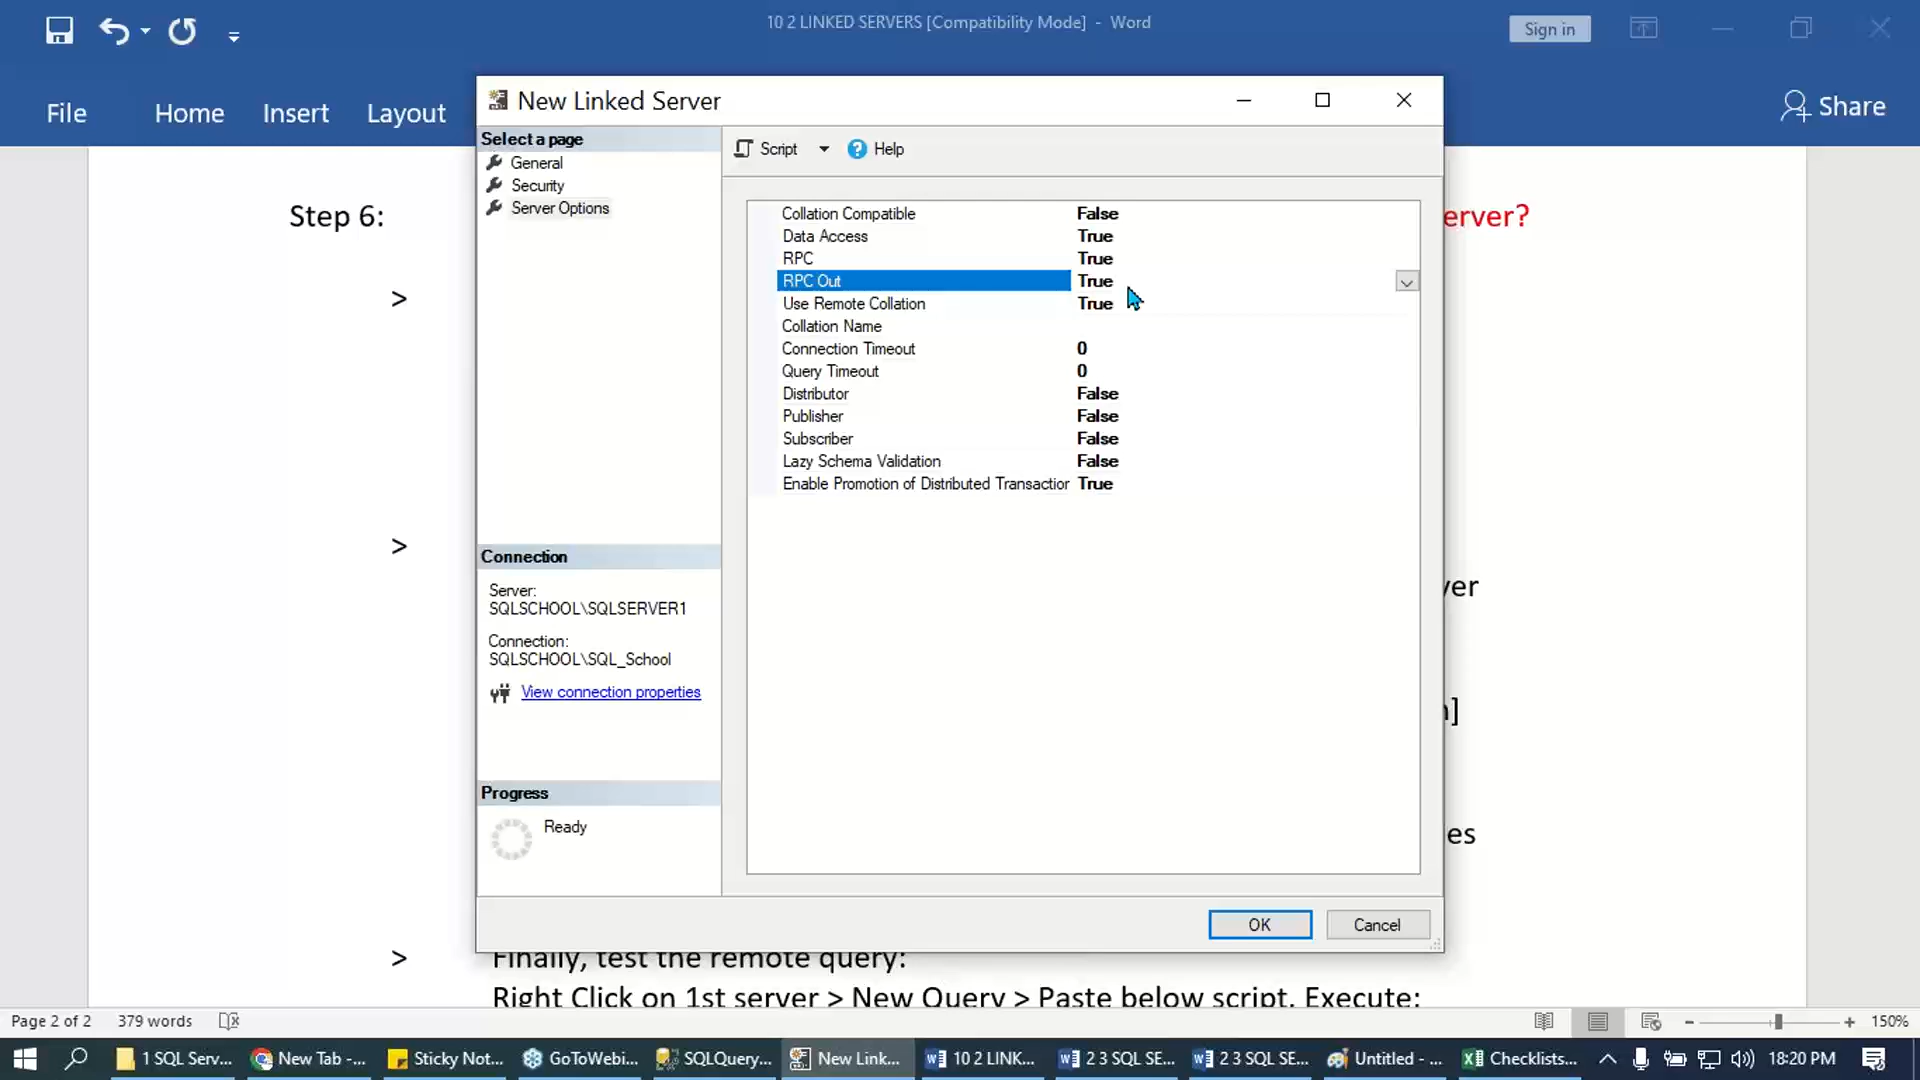 10 2 LINKED SERVERS [Compatibility Mode] - Word
Sign in
File
Home
Insert
Layout
Share
New Linked Server
Select a page
General
Security
Server Options
Script
Help
Collation Compatible False
Data Access True
RPC True
RPC Out True
Use Remote Collation True
Collation Name
Connection Timeout 0
Query Timeout 0
Distributor False
Publisher False
Subscriber False
Lazy Schema Validation False
Enable Promotion of Distributed Transaction True
Connection
Server:
SQLSCHOOL\SQLSERVER1
Connection:
SQLSCHOOL\SQL_School
View connection properties
Progress
Ready
OK
Cancel
Step 6:
erver?
>
>
ver
]
es
> Finally, test the remote query:
Right Click on 1st server > New Query > Paste below script. Execute:
Page 2 of 2
379 words
150%
1 SQL Serv...
New Tab -...
Sticky Not...
GoToWebi...
SQLQuery...
New Link...
10 2 LINK...
2 3 SQL SE...
2 3 SQL SE...
Untitled - ...
Checklists...
18:20 PM